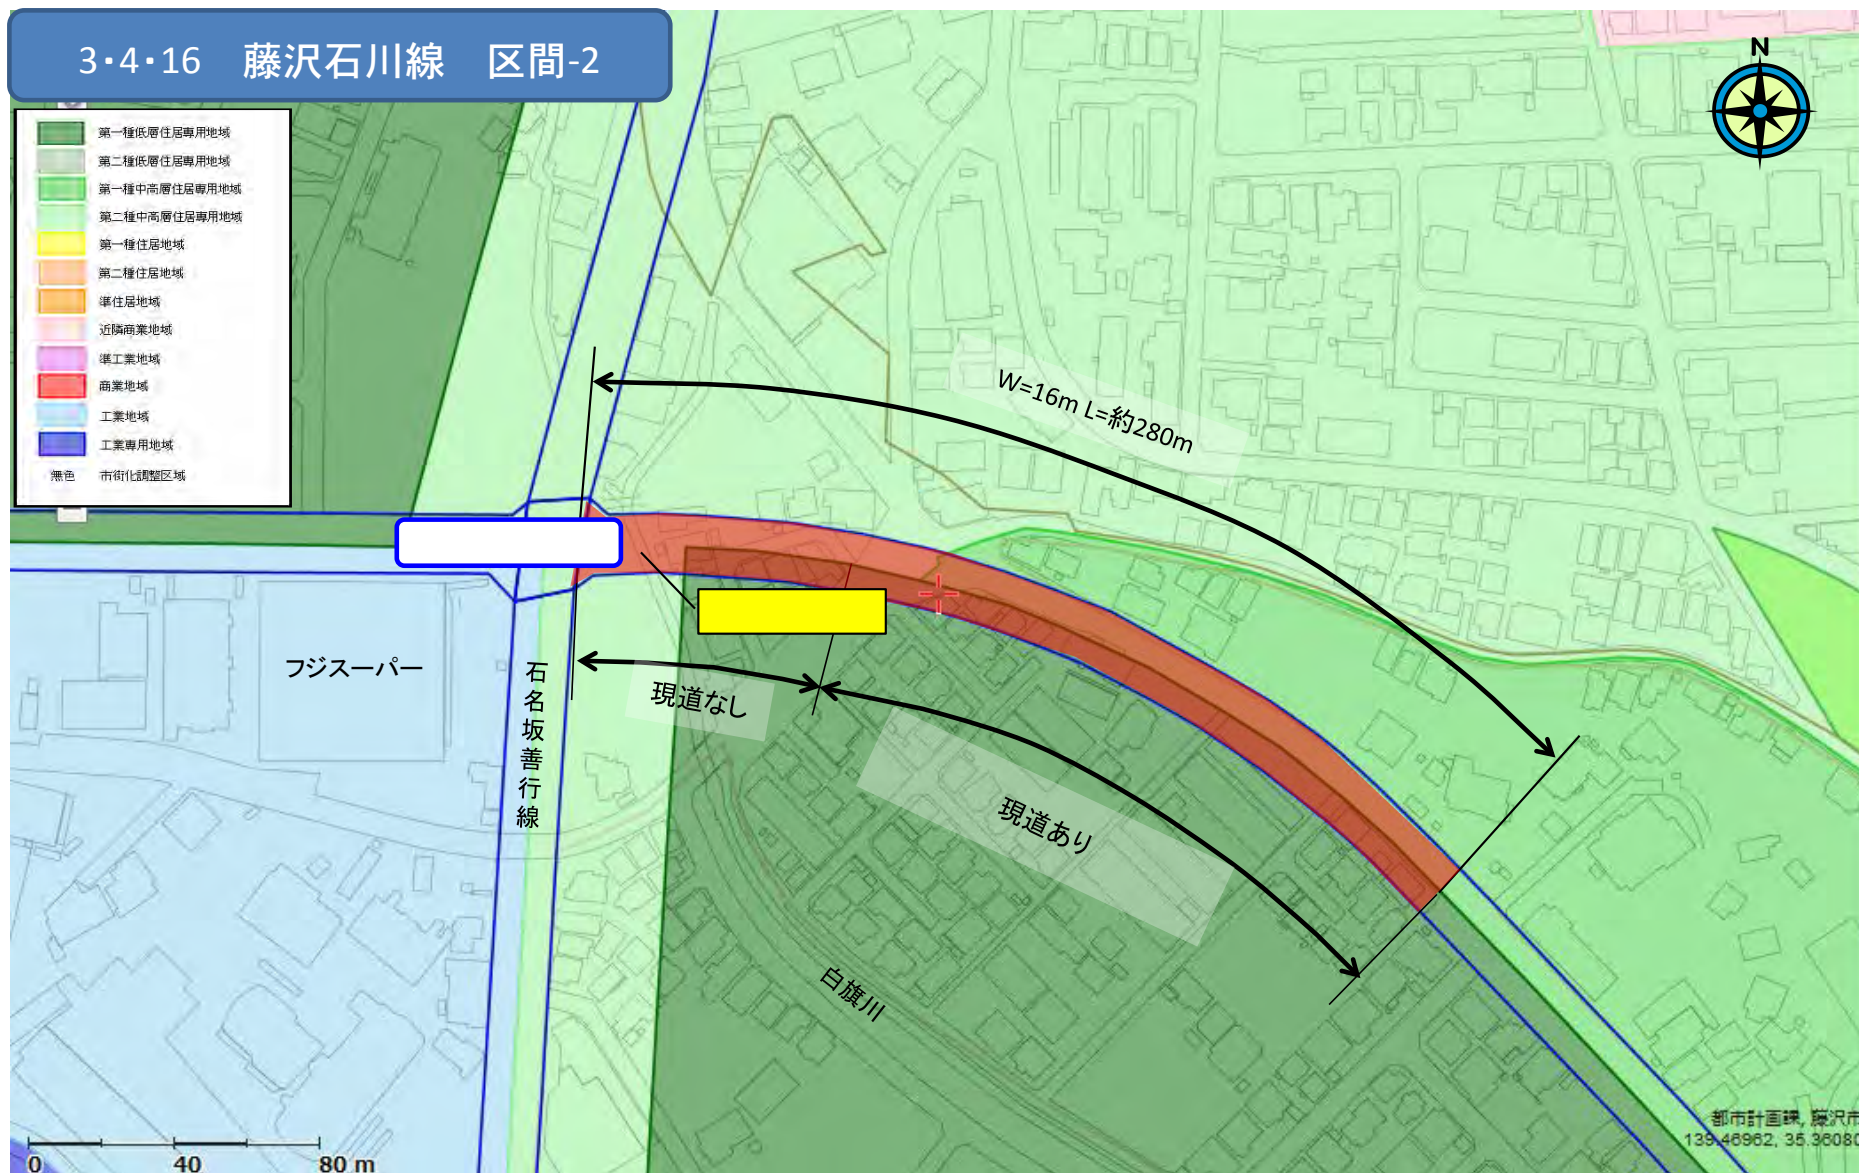 3・4・16　藤沢石川線　区間-2
N
第一種低層住居専用地域
第二種低層住居専用地域
第一種中高層住居専用地域
第二種中高層住居専用地域
第一種住居地域
第二種住居地域
準住居地域
近隣商業地域
準工業地域
商業地域
工業地域
工業専用地域
無色　市街化調整区域
W=16m L=約280m
フジスーパー
石名坂善行線
現道なし
現道あり
白旗川
都市計画課, 藤沢市
139.46962, 35.36080
0 40 80 m